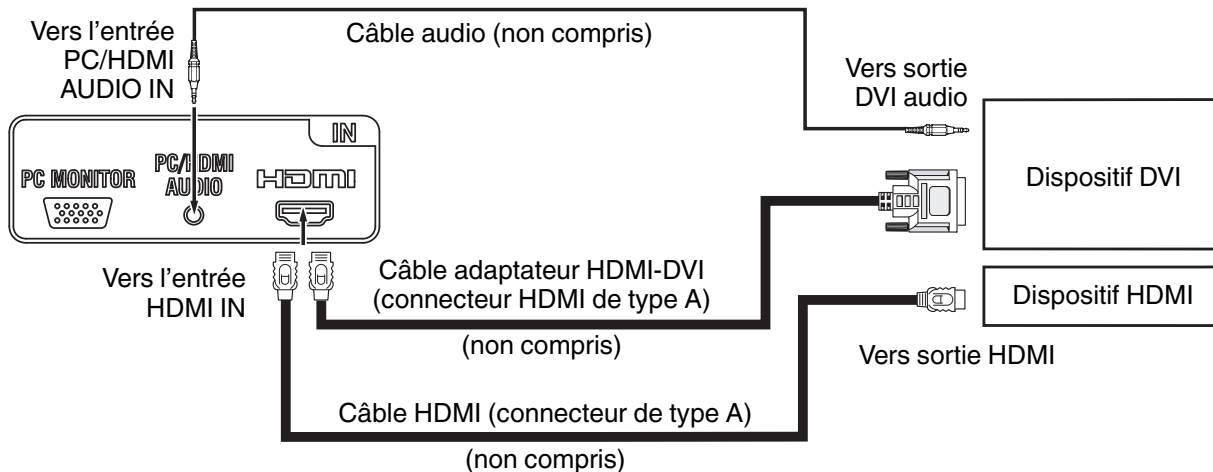 Vers l'entrée
PC/HDMI
AUDIO IN
Câble audio (non compris)
Vers sortie
DVI audio
IN
PC MONITOR
PC/HDMI
AUDIO
HDMI
Dispositif DVI
Vers l'entrée
HDMI IN
Câble adaptateur HDMI-DVI
(connecteur HDMI de type A)
(non compris)
Dispositif HDMI
Vers sortie HDMI
Câble HDMI (connecteur de type A)
(non compris)